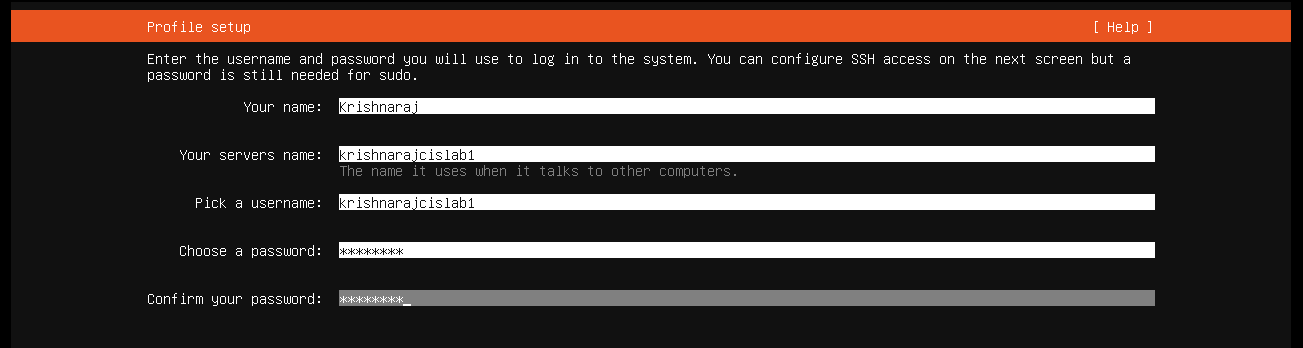 Profile setup [ Help ]
Enter the username and password you will use to log in to the system. You can configure SSH access on the next screen but a
password is still needed for sudo.
Your name: Krishnaraj
Your servers name: krishnarajcislab1
The name it uses when it talks to other computers.
Pick a username: krishnarajcislab1
Choose a password: ********
Confirm your password: ********_